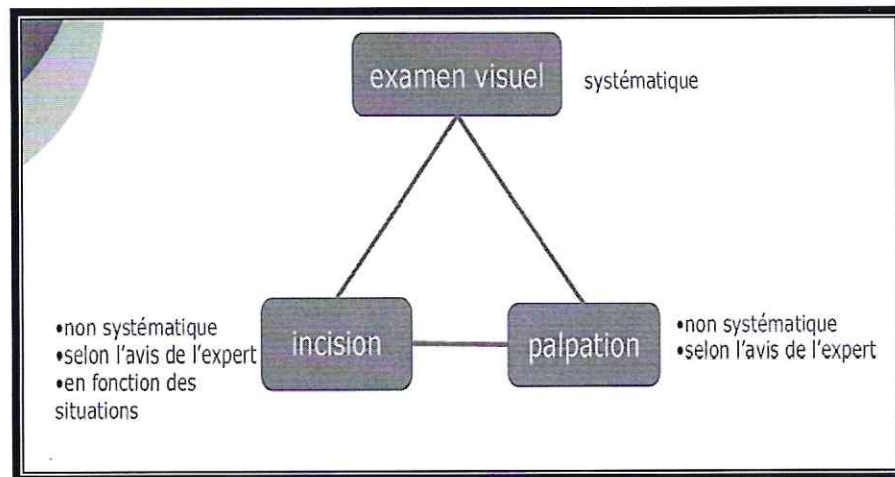 examen visuel
systématique
•non systématique
•selon l'avis de l'expert
•en fonction des
situations
incision
palpation
•non systématique
•selon l'avis de l'expert